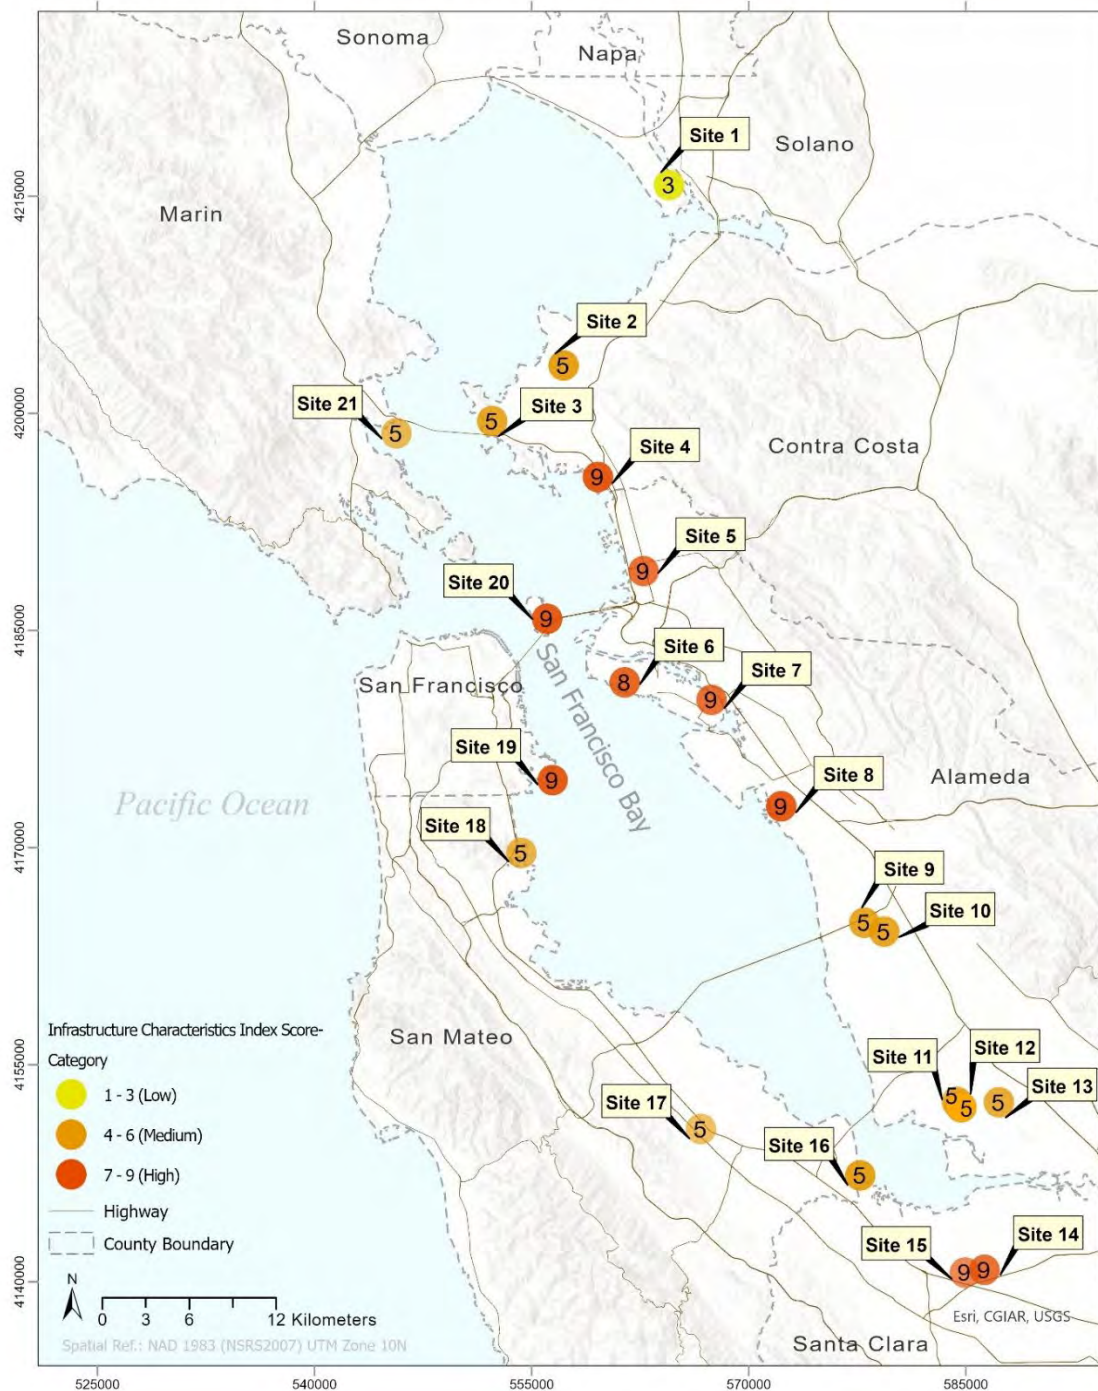 Sonoma
Napa
Site 1
Solano
3
Marin
4215000
Site 2
5
Site 21
5
Site 3
5
4200000
Site 4
9
Contra Costa
Site 5
9
Site 20
9
4185000
Site 6
8
San Francisco
San Francisco Bay
Site 7
9
Site 19
9
Site 8
9
Alameda
Pacific Ocean
Site 18
5
4170000
Site 9
5
Site 10
5
San Mateo
Infrastructure Characteristics Index Score-
Category
1 - 3 (Low)
4 - 6 (Medium)
7 - 9 (High)
Highway
County Boundary
4155000
Site 11
5
Site 12
5
Site 13
5
Site 17
5
Site 16
5
Site 15
9
Site 14
9
4140000
N
0 3 6 12 Kilometers
Esri, CGIAR, USGS
Spatial Ref.: NAD 1983 (NSRS2007) UTM Zone 10N
Santa Clara
525000 540000 555000 570000 585000